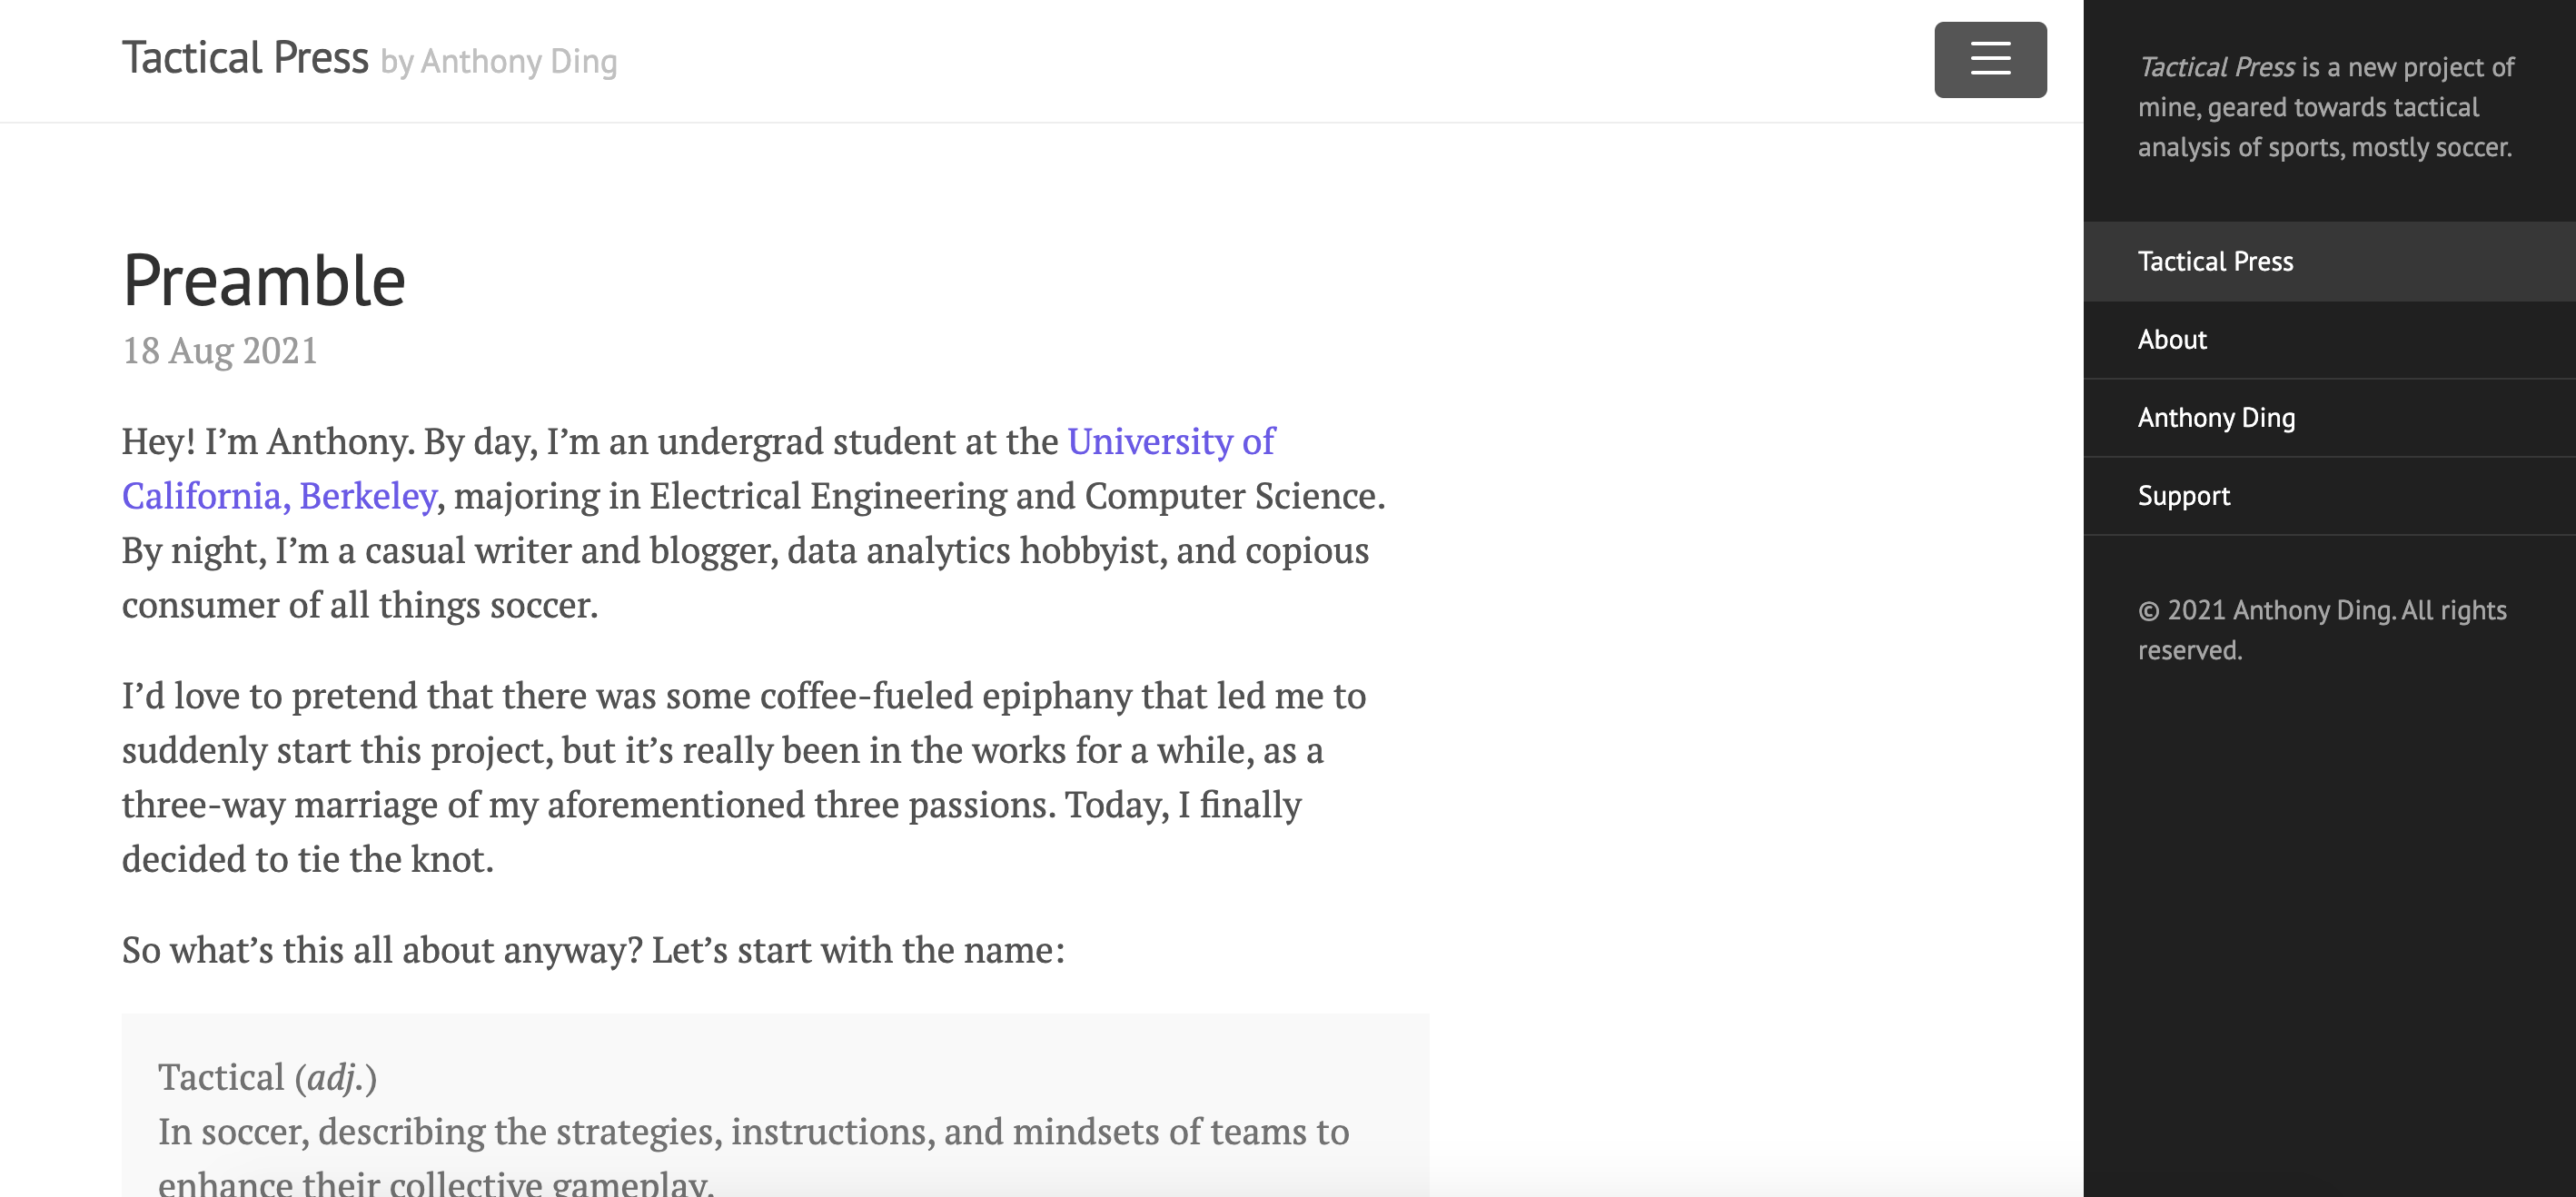 Tactical Press by Anthony Ding
Preamble
18 Aug 2021
Hey! I’m Anthony. By day, I’m an undergrad student at the University of
California, Berkeley, majoring in Electrical Engineering and Computer Science.
By night, I’m a casual writer and blogger, data analytics hobbyist, and copious
consumer of all things soccer.
I’d love to pretend that there was some coffee-fueled epiphany that led me to
suddenly start this project, but it’s really been in the works for a while, as a
three-way marriage of my aforementioned three passions. Today, I finally
decided to tie the knot.
So what’s this all about anyway? Let’s start with the name:
Tactical (adj.)
In soccer, describing the strategies, instructions, and mindsets of teams to
enhance their collective gameplay.
Tactical Press is a new project of
mine, geared towards tactical
analysis of sports, mostly soccer.
Tactical Press
About
Anthony Ding
Support
© 2021 Anthony Ding. All rights
reserved.